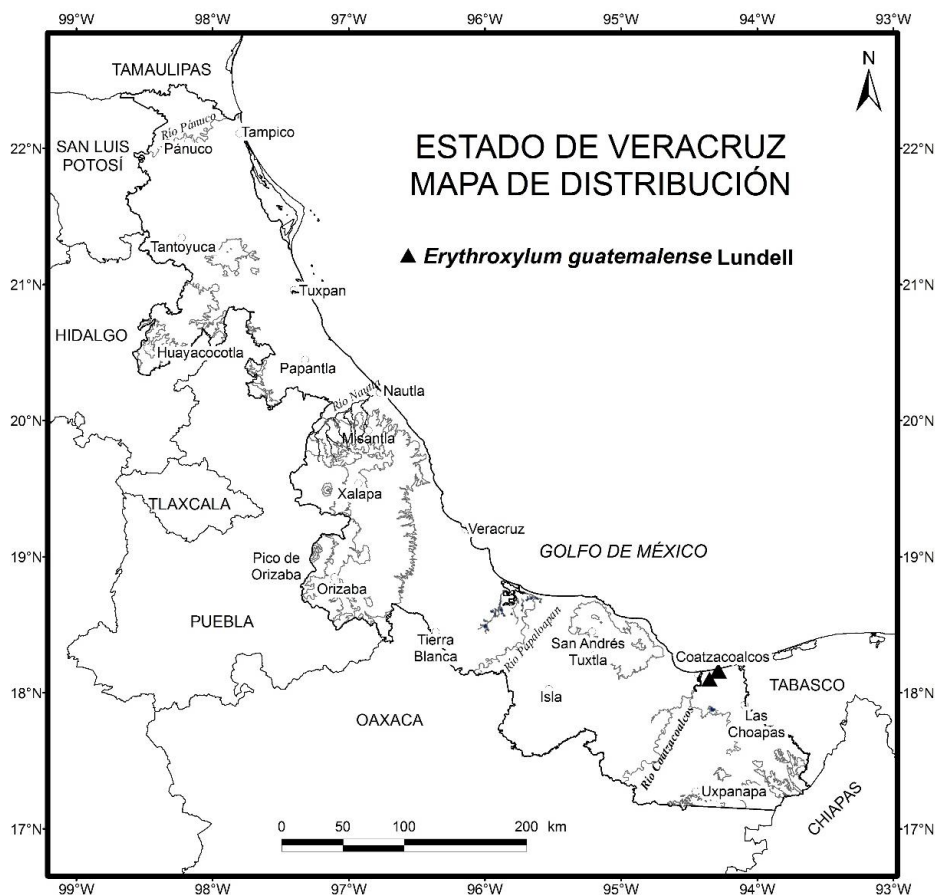 99°W 98°W 97°W 96°W 95°W 94°W 93°W
TAMAULIPAS
N
Río Pánuco
Tampico
22°N
SAN LUIS
POTOSÍ
Pánuco
ESTADO DE VERACRUZ
MAPA DE DISTRIBUCIÓN
22°N
Tantoyuca
▲ Erythroxylum guatemalense Lundell
21°N
Tuxpan
21°N
HIDALGO
Huayacocotla
Papantla
Río Nautla
Nautla
20°N
20°N
Misantla
Xalapa
TLAXCALA
Veracruz
19°N
Pico de
Orizaba
GOLFO DE MÉXICO
19°N
Orizaba
PUEBLA
Tierra
Blanca
Río Papaloapan
San Andrés
Tuxtla
Coatzacoalcos
18°N
Isla
TABASCO
18°N
OAXACA
Río Coatzacoalcos
Las
Choapas
Uxpanapa
CHIAPAS
17°N
0 50 100 200 km
17°N
99°W 98°W 97°W 96°W 95°W 94°W 93°W